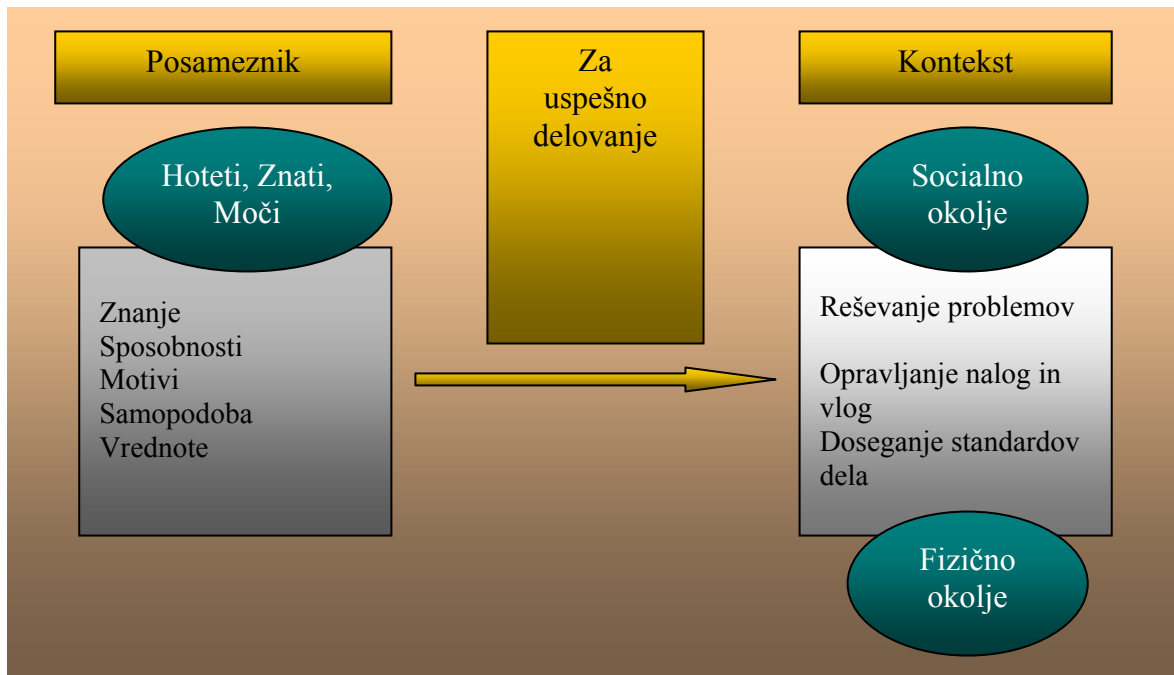 Posameznik
Hoteti, Znati,
Moči
Znanje
Sposobnosti
Motivi
Samopodoba
Vrednote
Za
uspešno
delovanje
Kontekst
Socialno
okolje
Reševanje problemov
Opravljanje nalog in
vlog
Doseganje standardov
dela
Fizično
okolje